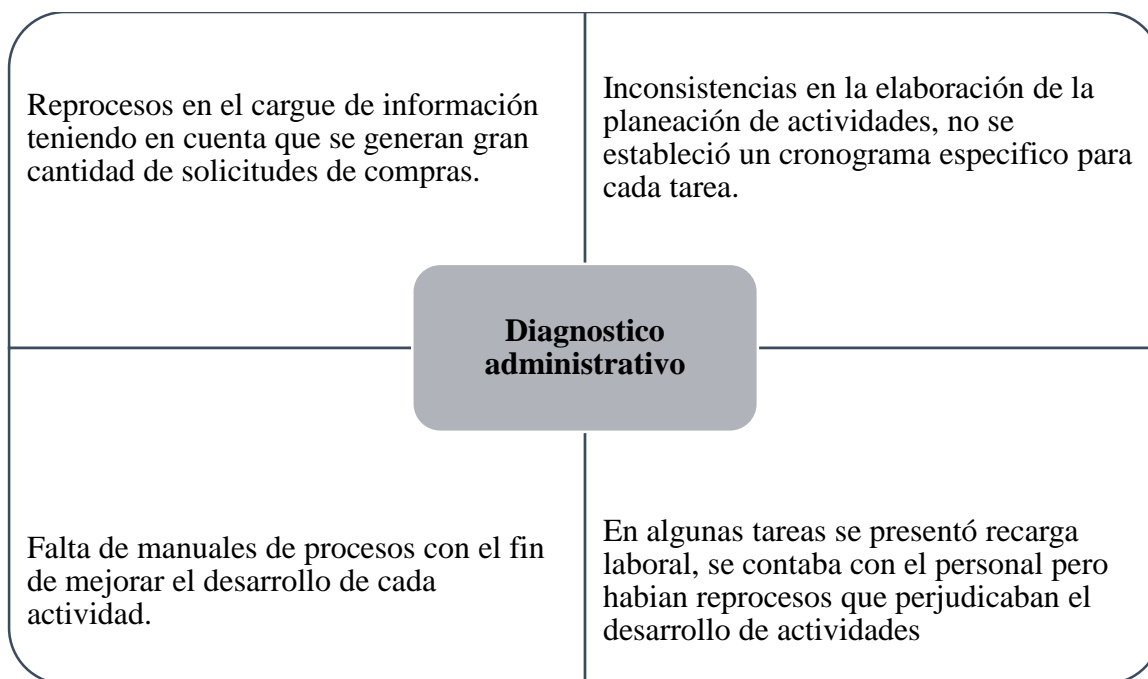 Reprocesos en el cargue de información
teniendo en cuenta que se generan gran
cantidad de solicitudes de compras.
Inconsistencias en la elaboración de la
planeación de actividades, no se
estableció un cronograma especifico para
cada tarea.
Diagnostico
administrativo
Falta de manuales de procesos con el fin
de mejorar el desarrollo de cada
actividad.
En algunas tareas se presentó recarga
laboral, se contaba con el personal pero
habian reprocesos que perjudicaban el
desarrollo de actividades